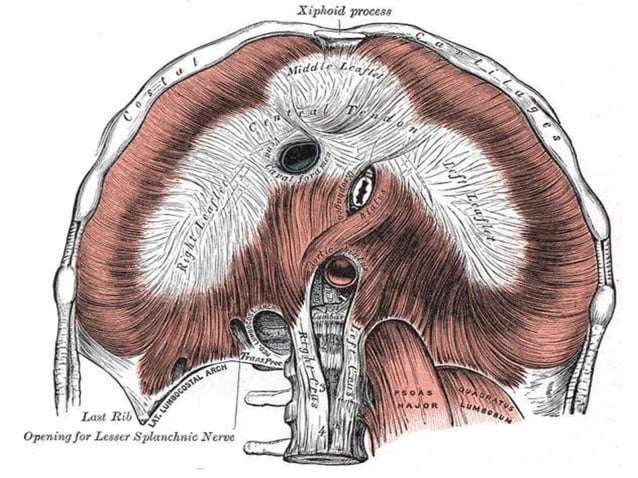 Xiphoid process
Costal
Cartilages
Middle Leaflet
Central Tendon
Right Leaflet
Left Leaflet
Right Crus
Left Crus
Trans Proc
LAT. LUMBOCOSTAL ARCH
PSOAS
MAJOR
QUADRATUS
LUMBORUM
Last Rib
Opening for Lesser Splanchnic Nerve